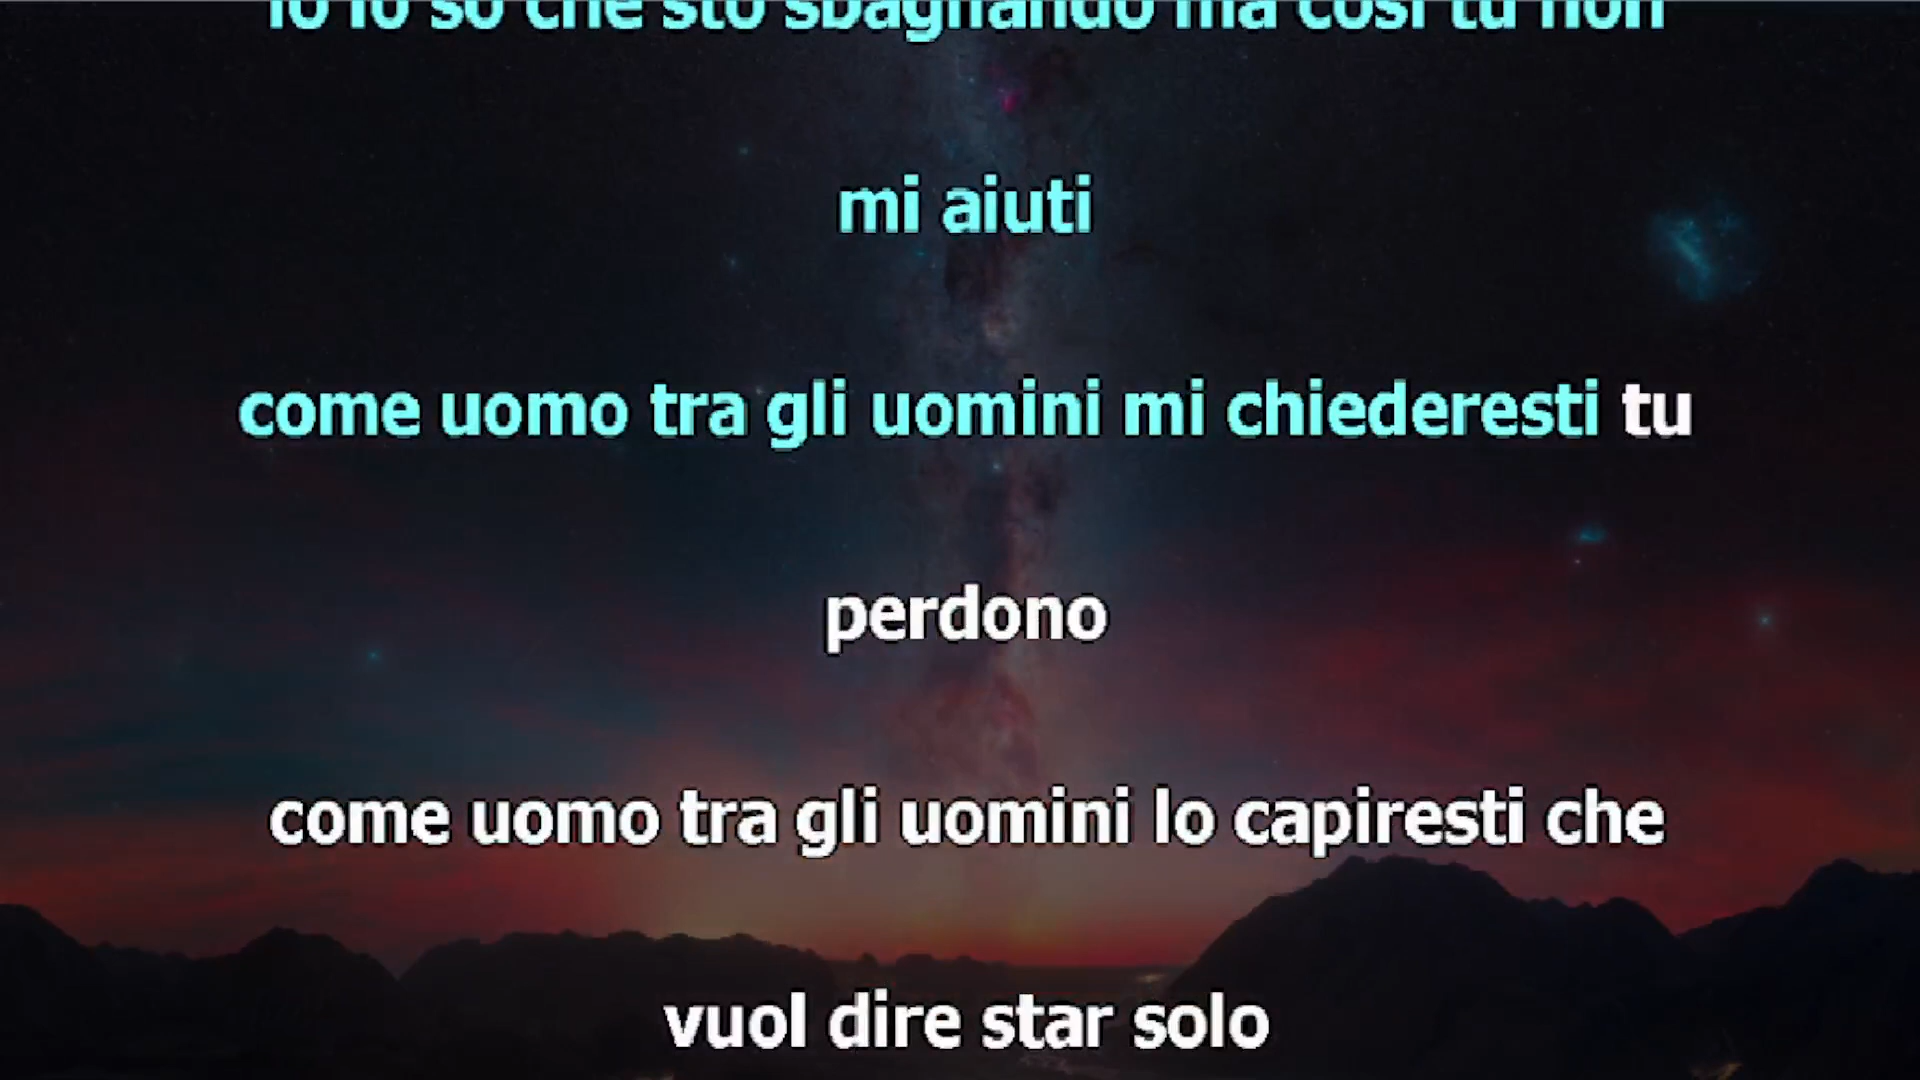 io lo so che sto sbagliando ma così tu non
mi aiuti
come uomo tra gli uomini mi chiederesti tu
perdono
come uomo tra gli uomini lo capiresti che
vuol dire star solo